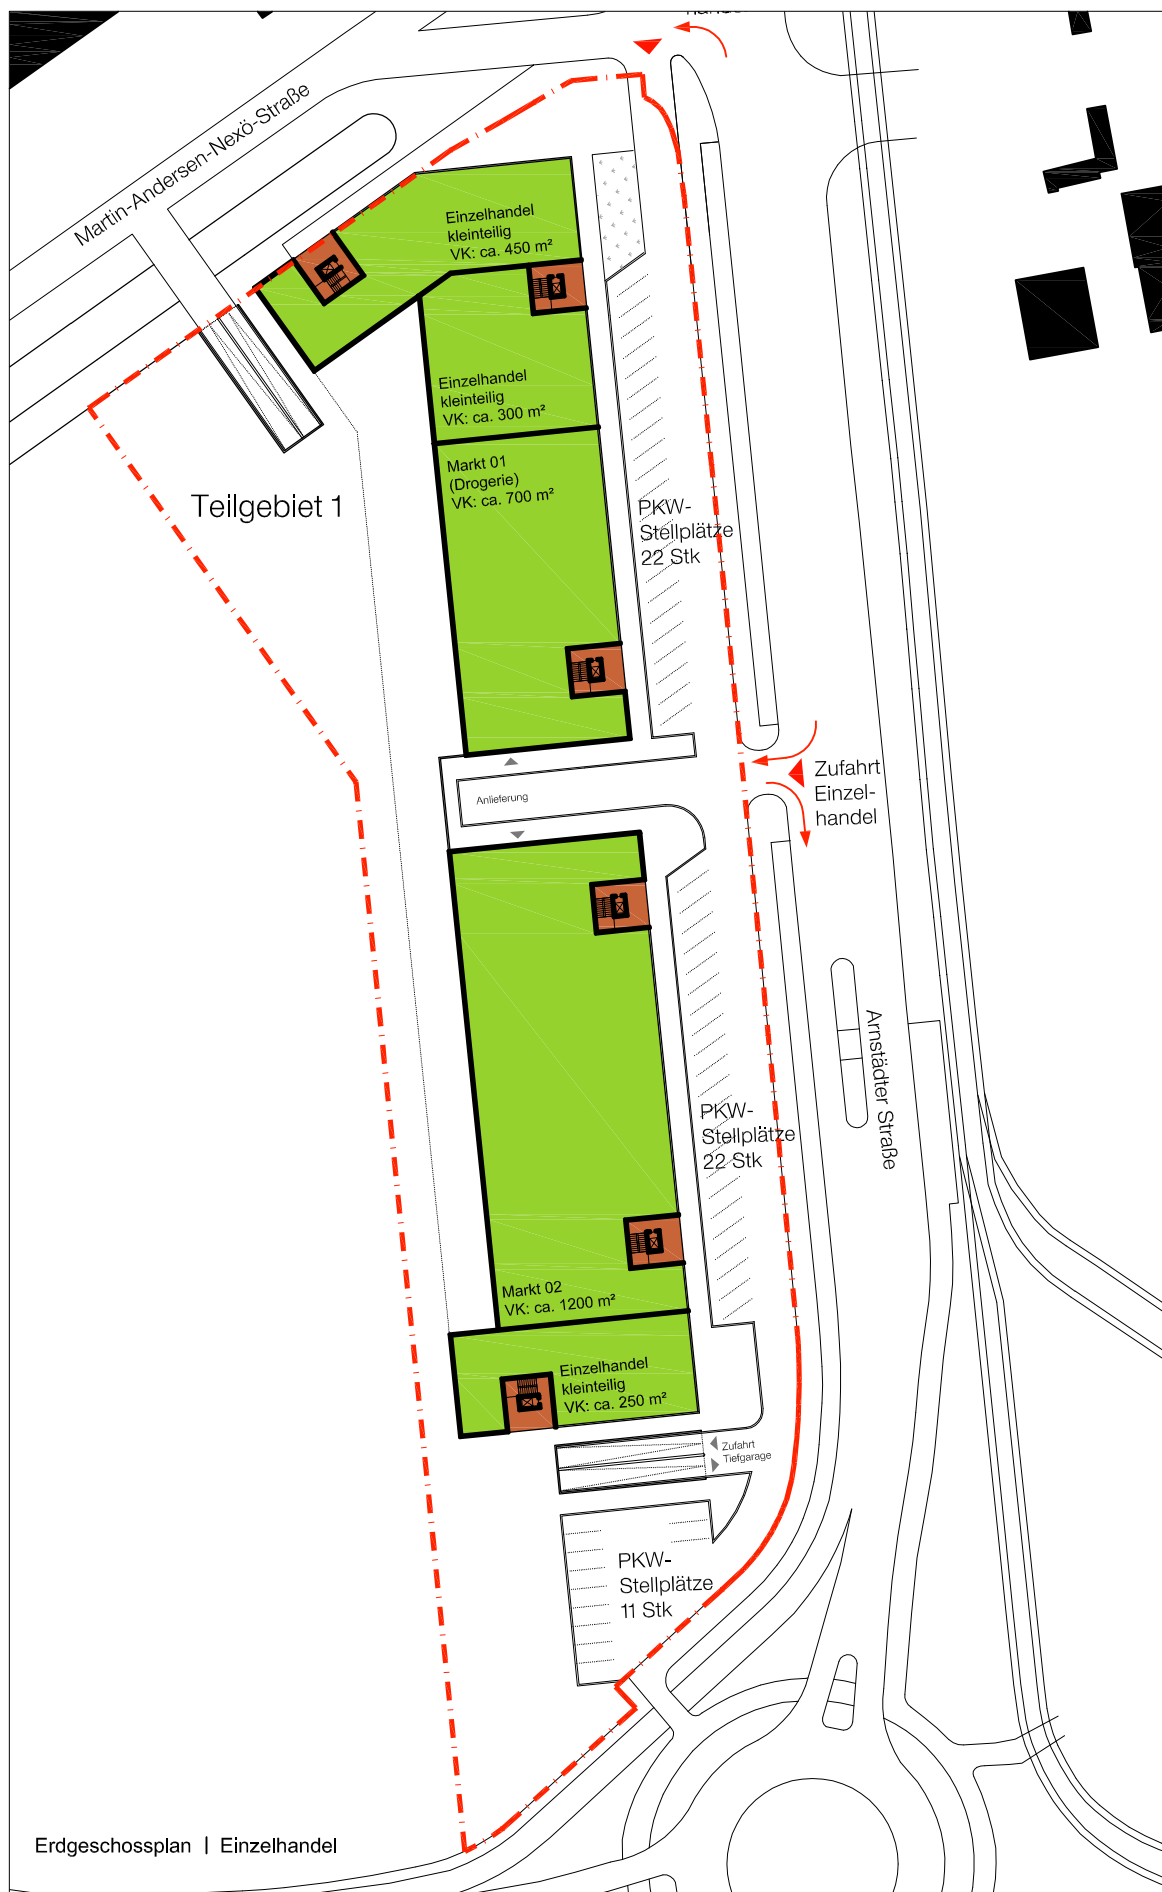 Martin-Andersen-Nexö-Straße
Einzelhandel
kleinteilig
VK: ca. 450 m²
Einzelhandel
kleinteilig
VK: ca. 300 m²
Markt 01
(Drogerie)
VK: ca. 700 m²
Teilgebiet 1
PKW-
Stellplätze
22 Stk
Zufahrt
Einzel-
handel
Anlieferung
Arnstädter Straße
PKW-
Stellplätze
22 Stk
Markt 02
VK: ca. 1200 m²
Einzelhandel
kleinteilig
VK: ca. 250 m²
Zufahrt
Tiefgarage
PKW-
Stellplätze
11 Stk
Erdgeschossplan | Einzelhandel